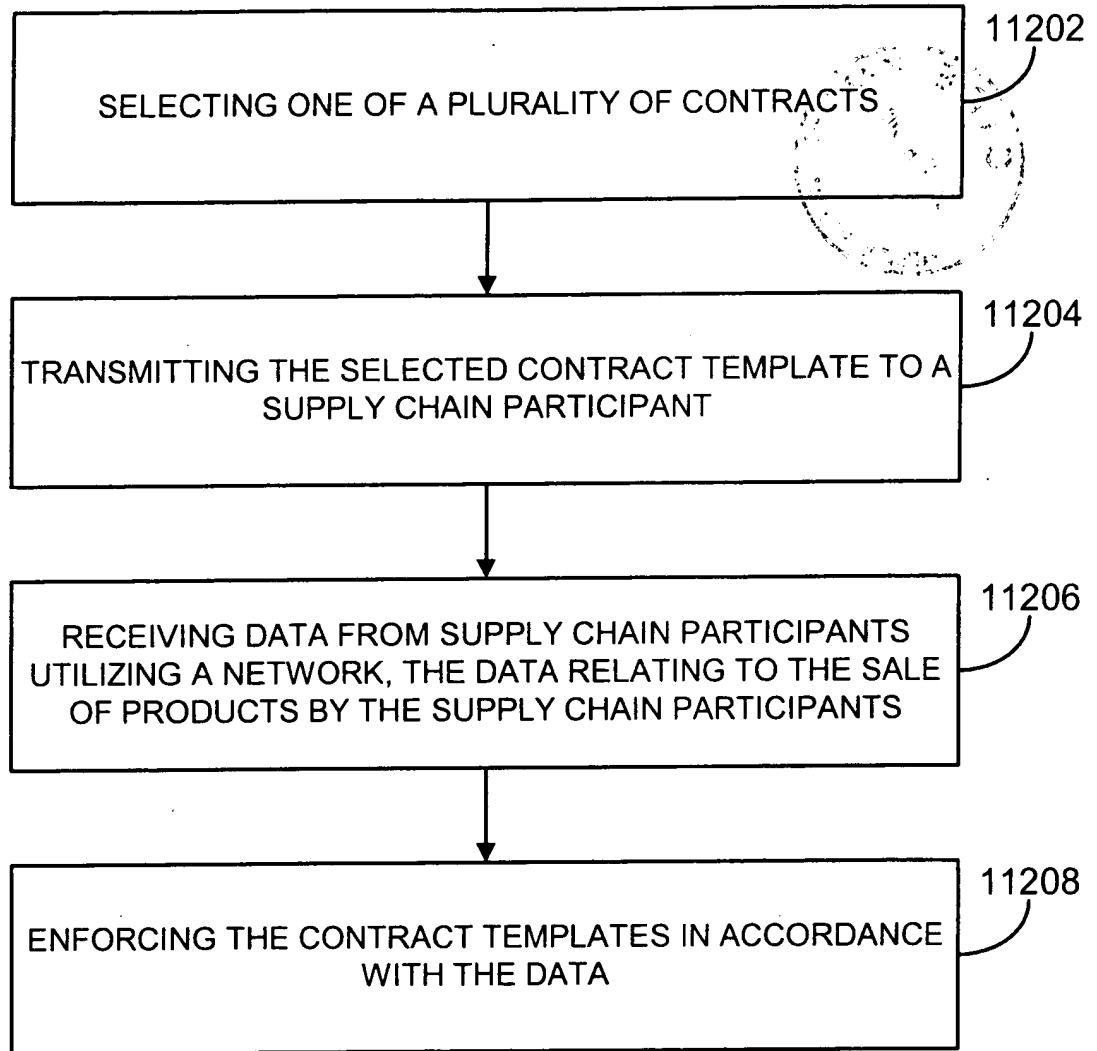 11202
SELECTING ONE OF A PLURALITY OF CONTRACTS
11204
TRANSMITTING THE SELECTED CONTRACT TEMPLATE TO A
SUPPLY CHAIN PARTICIPANT
11206
RECEIVING DATA FROM SUPPLY CHAIN PARTICIPANTS
UTILIZING A NETWORK, THE DATA RELATING TO THE SALE
OF PRODUCTS BY THE SUPPLY CHAIN PARTICIPANTS
11208
ENFORCING THE CONTRACT TEMPLATES IN ACCORDANCE
WITH THE DATA